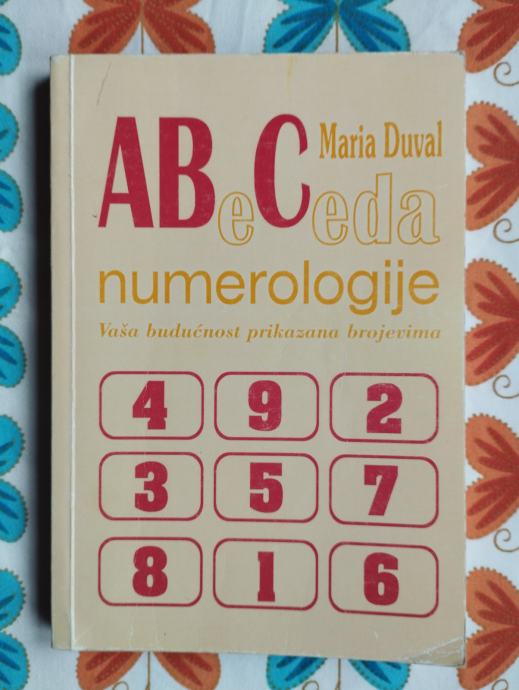 Maria Duval
ABeCeda
numerologije
Vaša budućnost prikazana brojevima
4 9 2
3 5 7
8 1 6